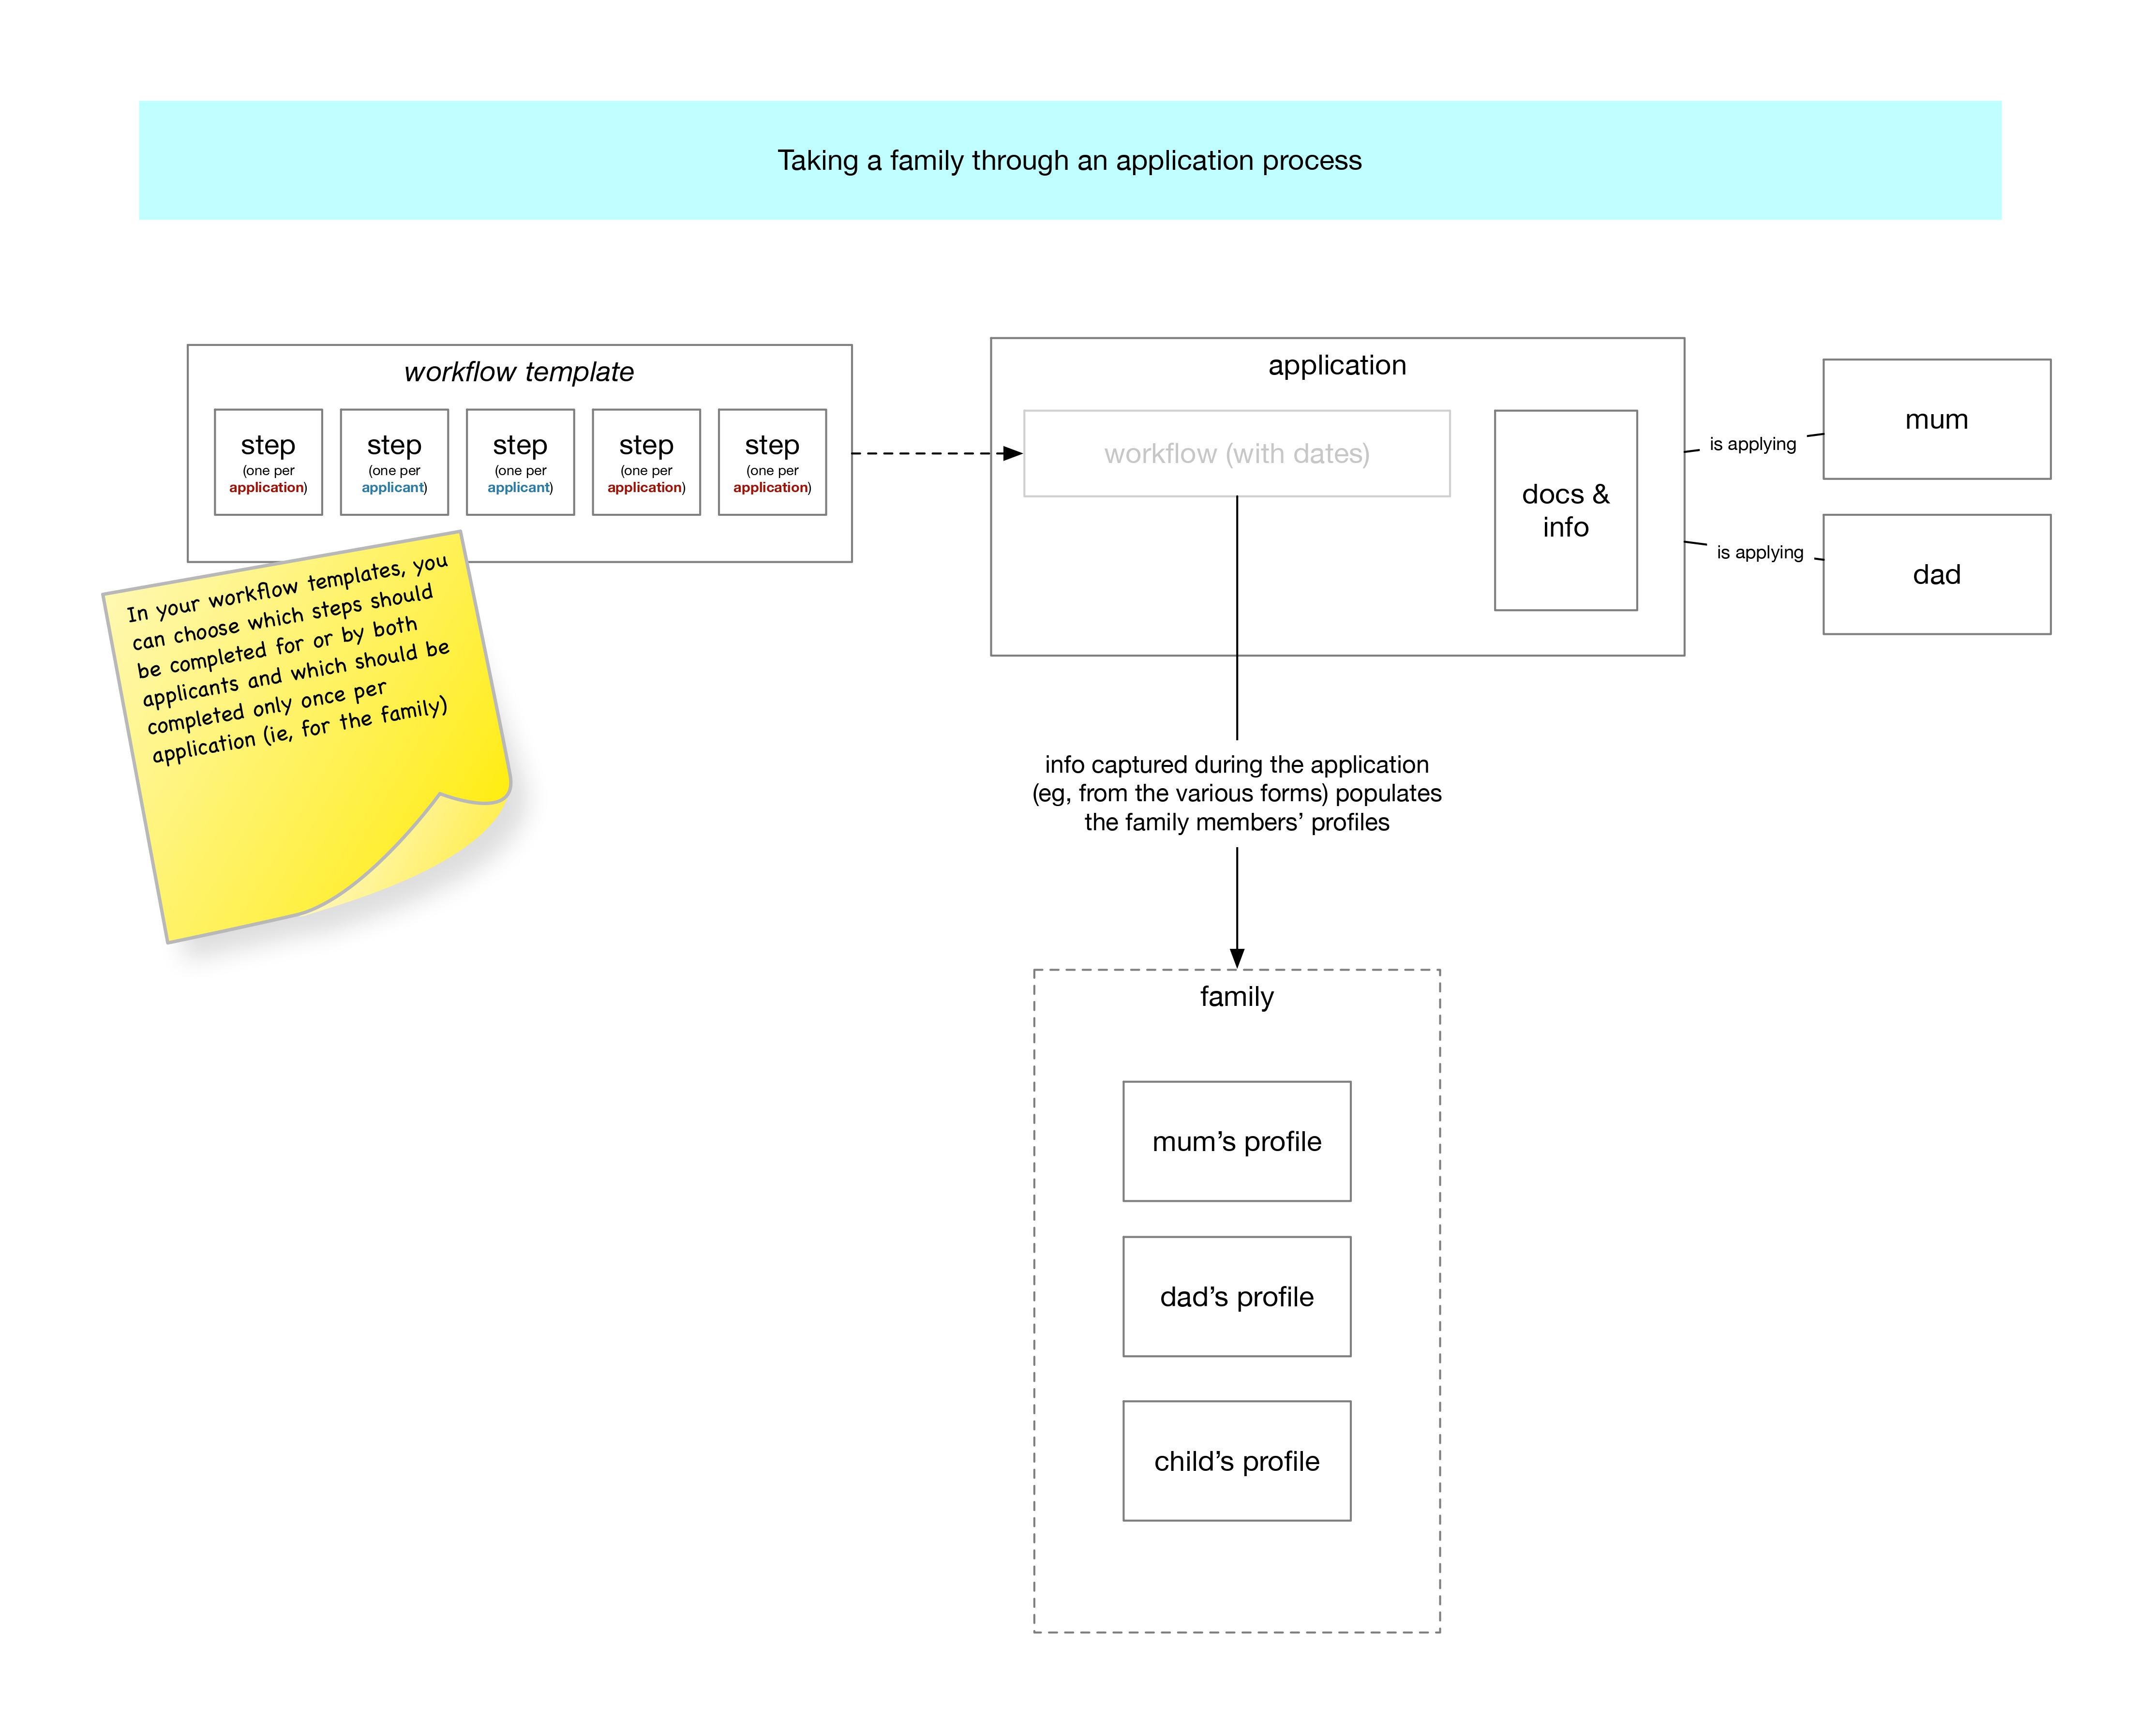 Taking a family through an application process
workflow template
step
(one per
application)
step
(one per
applicant)
step
(one per
applicant)
step
(one per
application)
step
(one per
application)
In your workflow templates, you
can choose which steps should
be completed for or by both
applicants and which should be
completed only once per
application (ie, for the family)
application
workflow (with dates)
docs &
info
is applying
mum
is applying
dad
info captured during the application
(eg, from the various forms) populates
the family members’ profiles
family
mum’s profile
dad’s profile
child’s profile